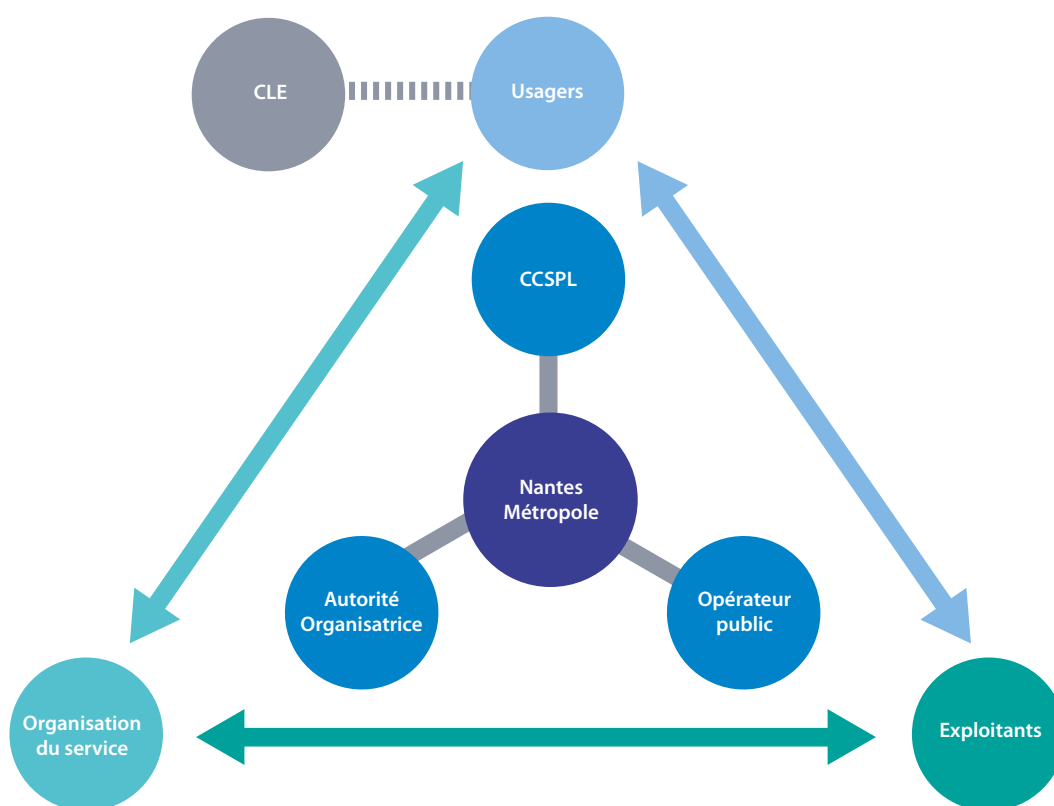 CLE
Usagers
CCSPL
Nantes
Métropole
Autorité
Organisatrice
Opérateur
public
Organisation
du service
Exploitants